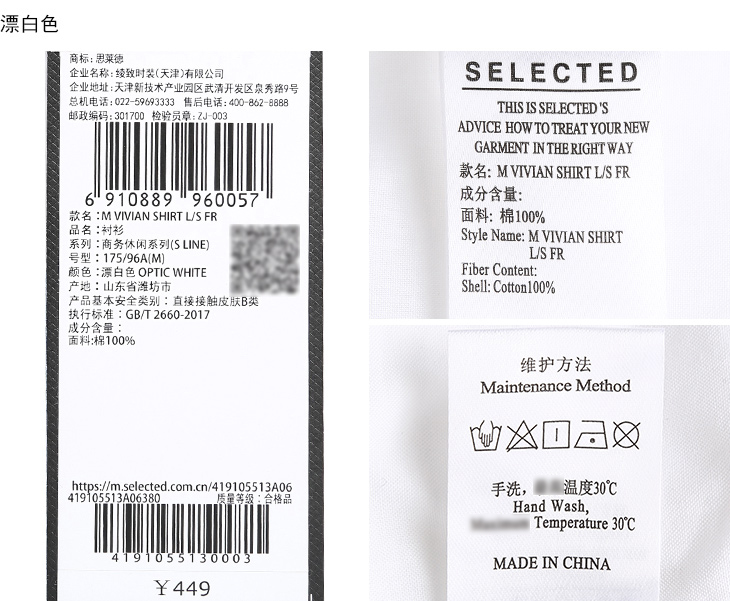 漂白色
商标: 思莱德
企业名称: 绫致时装(天津)有限公司
企业地址: 天津新技术产业园区武清开发区泉秀路9号
总机电话: 022-59693333 售后电话: 400-862-8888
邮政编码: 301700 检验员章: ZJ-003
6 910889 960057
款名：M VIVIAN SHIRT L/S FR
品名：衬衫
系列：商务休闲系列(S LINE)
号型：175/96A(M)
颜色：漂白色 OPTIC WHITE
产地：山东省潍坊市
产品基本安全类别：直接接触皮肤B类
执行标准：GB/T 2660-2017
成分含量：
面料:棉100%
https://m.selected.com.cn/419105513A06
419105513A06380 质量等级：合格品
4191055130003
￥449
SELECTED
THIS IS SELECTED'S
ADVICE HOW TO TREAT YOUR NEW
GARMENT IN THE RIGHT WAY
款名: M VIVIAN SHIRT L/S FR
成分含量:
面料: 棉100%
Style Name: M VIVIAN SHIRT
L/S FR
Fiber Content:
Shell: Cotton100%
维护方法
Maintenance Method
手洗, 温度30℃
Hand Wash,
Temperature 30℃
MADE IN CHINA